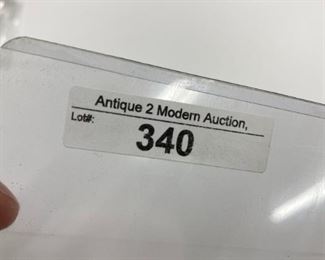 Antique 2 Modern Auction,
Lot#:
340